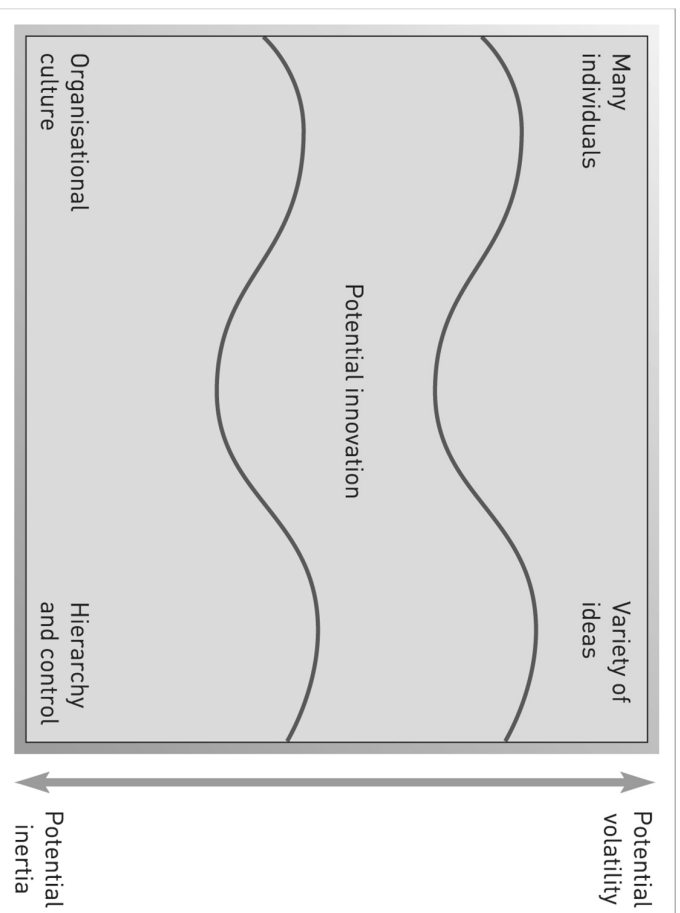 Many
individuals
Variety of
ideas
Potential
volatility
Potential innovation
Organisational
culture
Hierarchy
and control
Potential
inertia